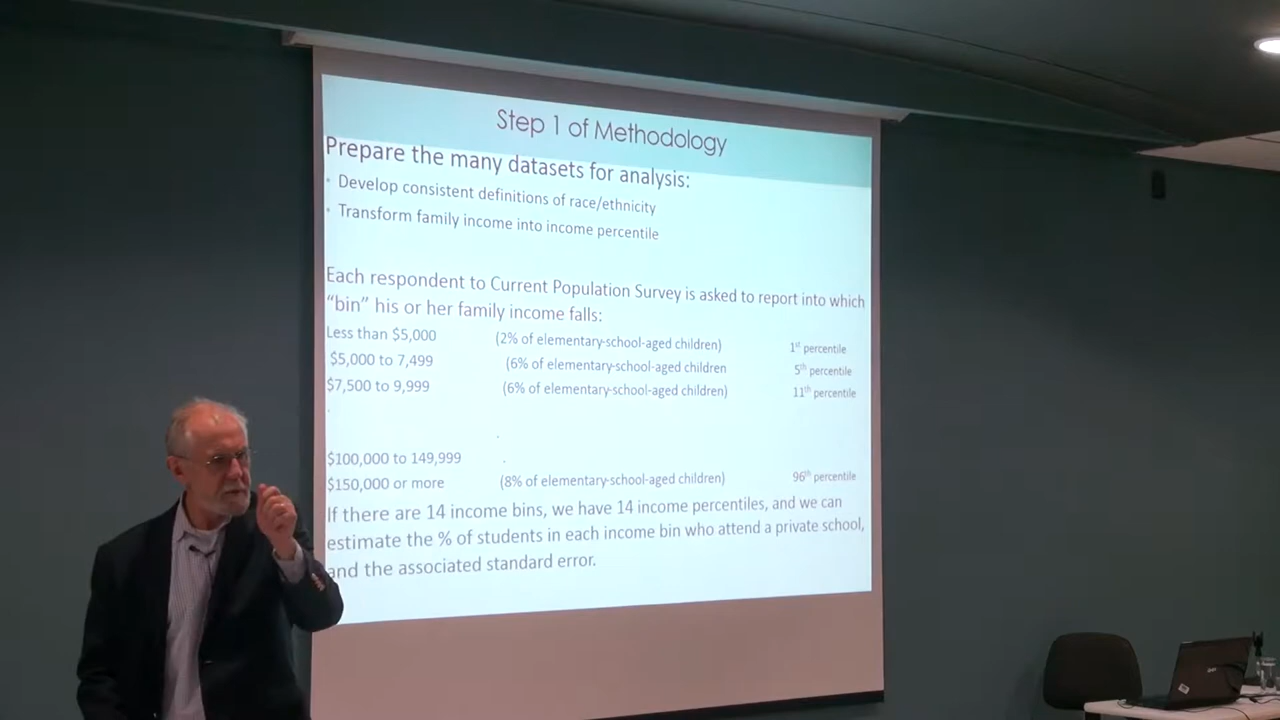 Step 1 of Methodology
Prepare the many datasets for analysis:
• Develop consistent definitions of race/ethnicity
• Transform family income into income percentile
Each respondent to Current Population Survey is asked to report into which
“bin” his or her family income falls:
Less than $5,000 (2% of elementary-school-aged children) 1st percentile
$5,000 to 7,499 (6% of elementary-school-aged children 5th percentile
$7,500 to 9,999 (6% of elementary-school-aged children) 11th percentile
.
.
$100,000 to 149,999 .
$150,000 or more (8% of elementary-school-aged children) 96th percentile
If there are 14 income bins, we have 14 income percentiles, and we can
estimate the % of students in each income bin who attend a private school,
and the associated standard error.